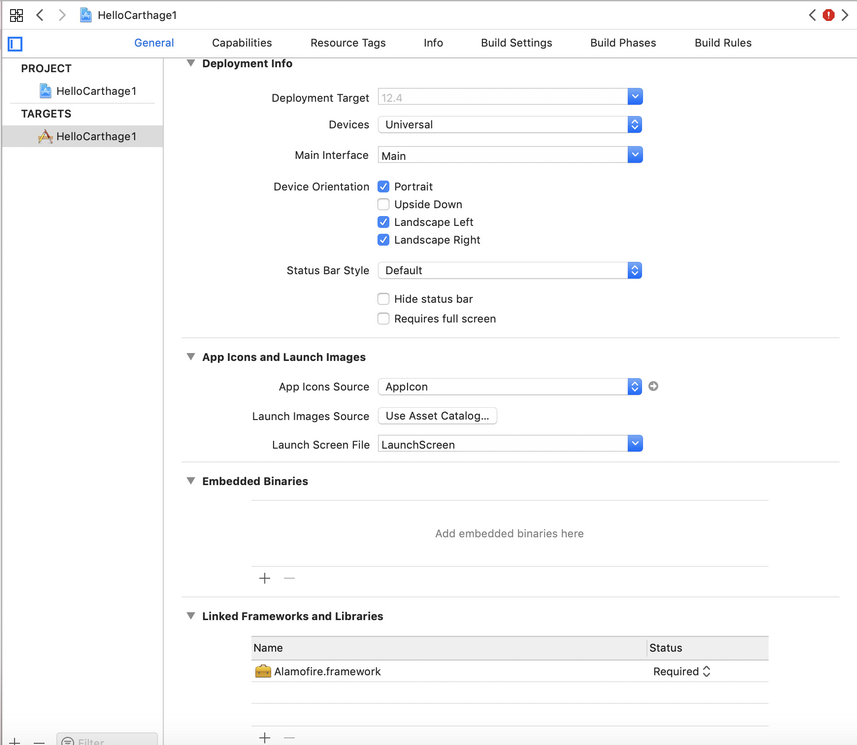 HelloCarthage1
General Capabilities Resource Tags Info Build Settings Build Phases Build Rules
PROJECT
HelloCarthage1
TARGETS
HelloCarthage1
Deployment Info
Deployment Target 12.4
Devices Universal
Main Interface Main
Device Orientation Portrait
Upside Down
Landscape Left
Landscape Right
Status Bar Style Default
Hide status bar
Requires full screen
App Icons and Launch Images
App Icons Source AppIcon
Launch Images Source Use Asset Catalog...
Launch Screen File LaunchScreen
Embedded Binaries
Add embedded binaries here
Linked Frameworks and Libraries
Name Status
Alamofire.framework Required
Filter